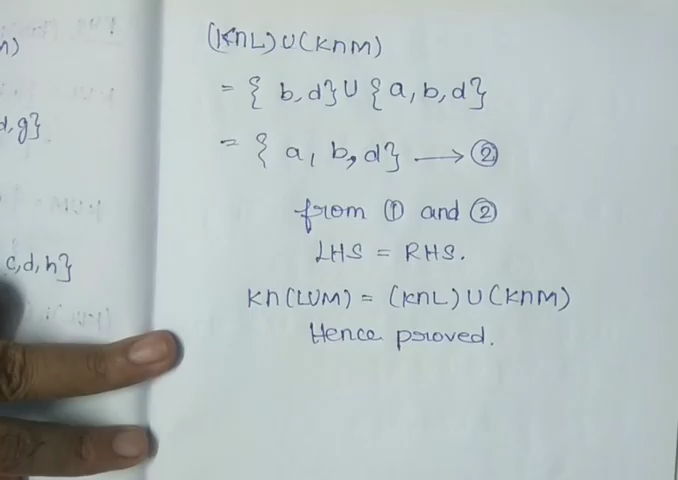 n)
d,g}
c,d,h}
(K∩L)∪(K∩M)
= { b,d}∪ {a,b,d}
= { a, b,d} → ②
from ① and ②
LHS = RHS.
K∩(L∪M) = (K∩L)∪(K∩M)
Hence proved.